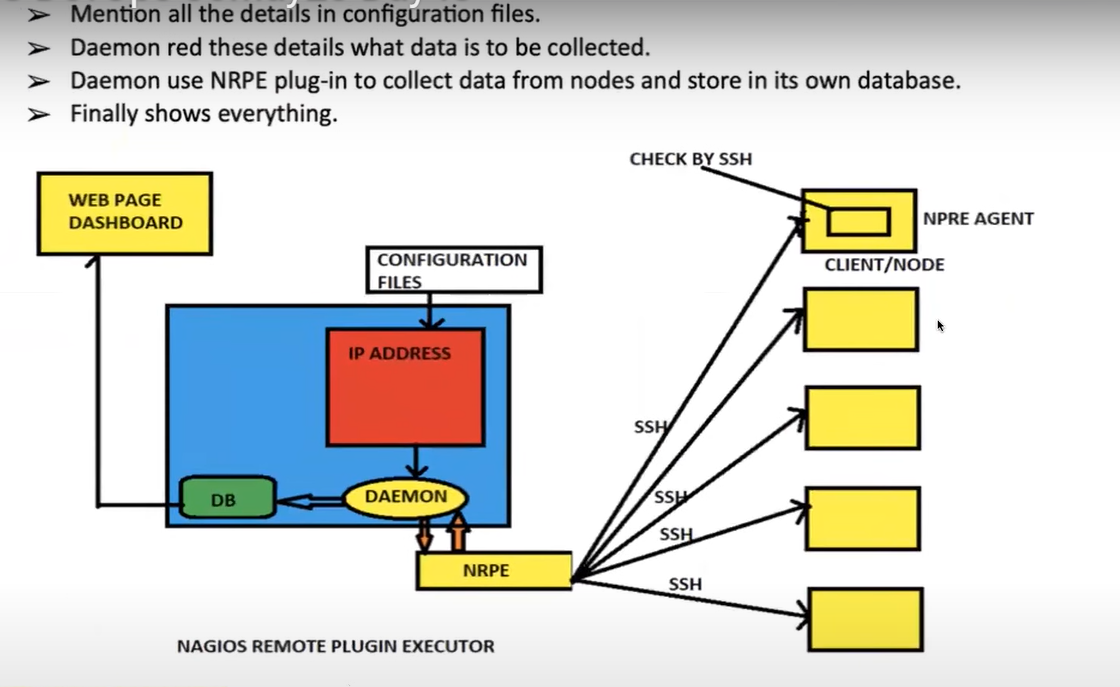 ➢ Mention all the details in configuration files.
➢ Daemon red these details what data is to be collected.
➢ Daemon use NRPE plug-in to collect data from nodes and store in its own database.
➢ Finally shows everything.
CHECK BY SSH
WEB PAGE
DASHBOARD
NPRE AGENT
CONFIGURATION
FILES
CLIENT/NODE
IP ADDRESS
SSH
DB
DAEMON
SSH
SSH
NRPE
SSH
NAGIOS REMOTE PLUGIN EXECUTOR